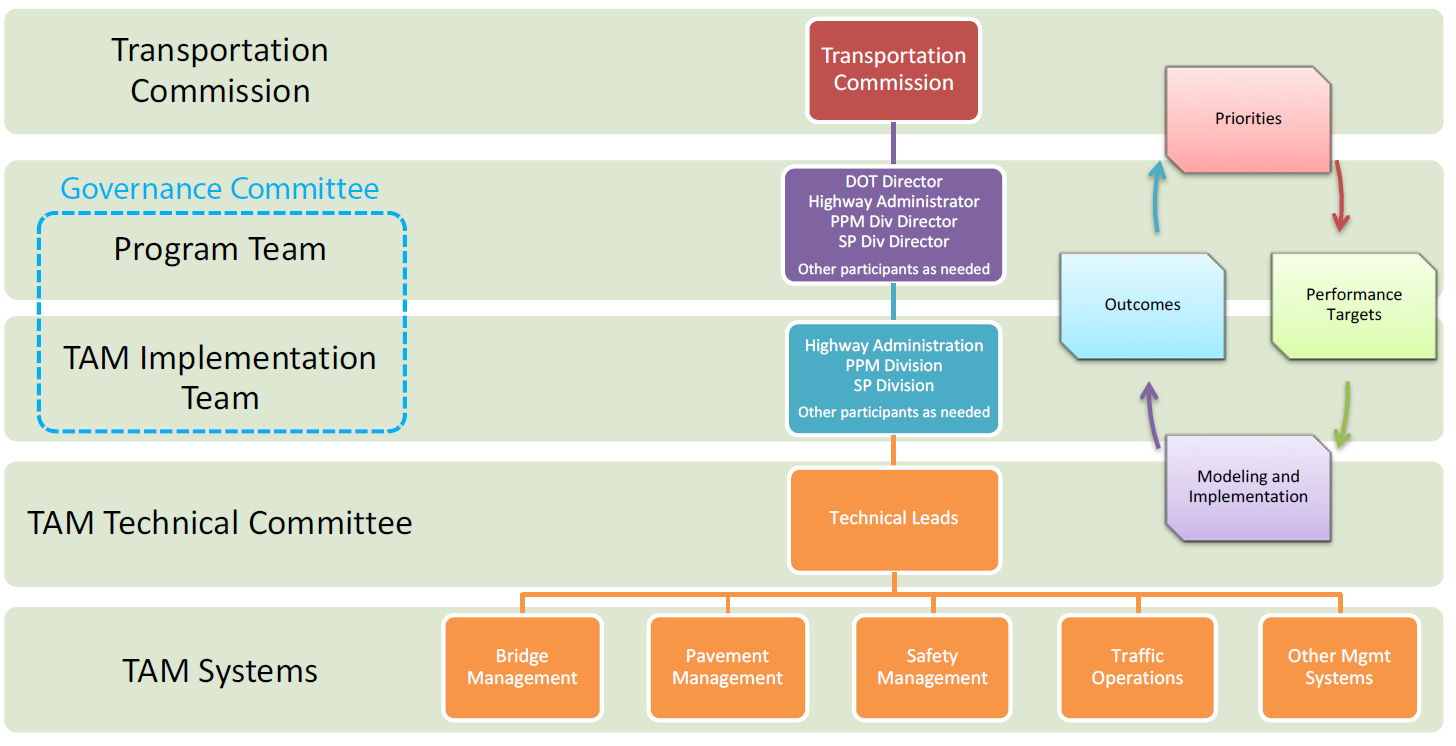 Transportation
Commission
Transportation
Commission
Priorities
Governance Committee
Program Team
DOT Director
Highway Administrator
PPM Div Director
SP Div Director
Other participants as needed
Outcomes
Performance
Targets
TAM Implementation
Team
Highway Administration
PPM Division
SP Division
Other participants as needed
Modeling and
Implementation
TAM Technical Committee
Technical Leads
TAM Systems
Bridge
Management
Pavement
Management
Safety
Management
Traffic
Operations
Other Mgmt
Systems